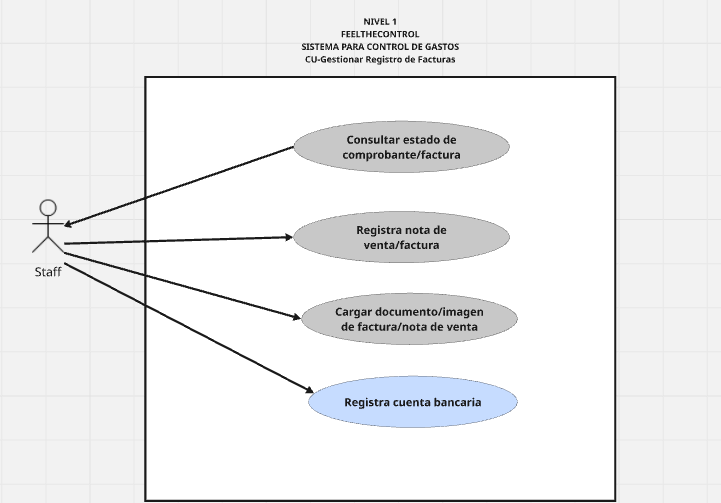 NIVEL 1
FEELTHECONTROL
SISTEMA PARA CONTROL DE GASTOS
CU-Gestionar Registro de Facturas
Consultar estado de
comprobante/factura
Registra nota de
venta/factura
Staff
Cargar documento/imagen
de factura/nota de venta
Registra cuenta bancaria